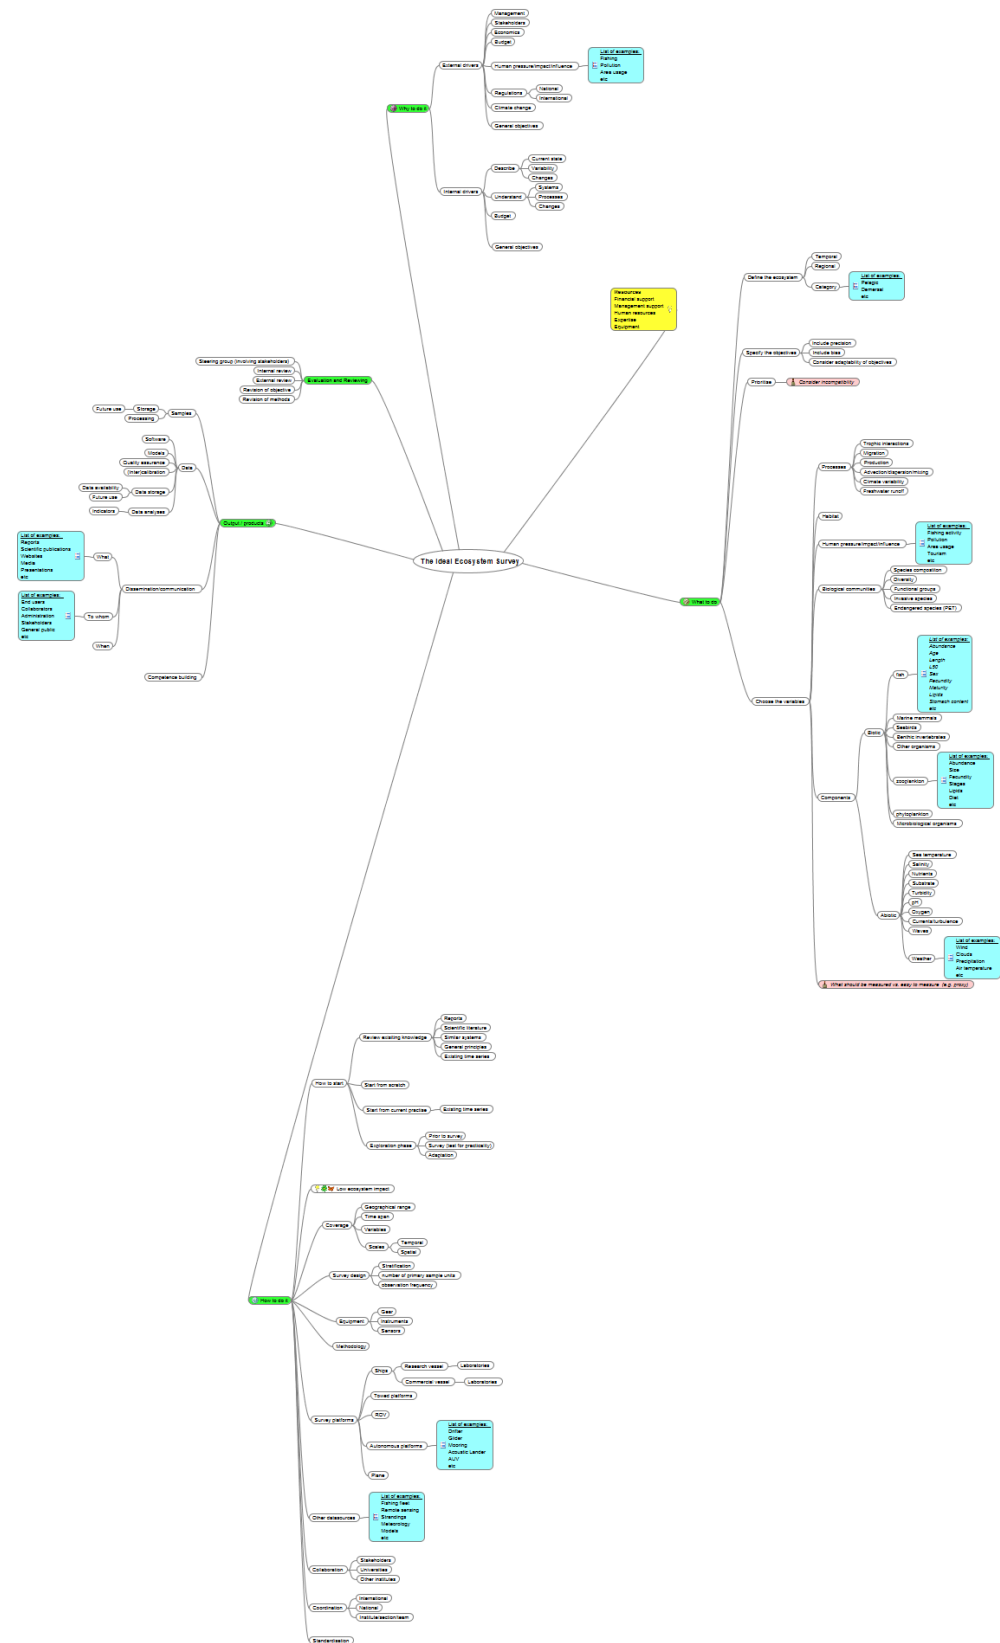 The Ideal Ecosystem Survey
Why to do it
External drivers
Management
Stakeholders
Economics
Budget
Human pressure/impact/influence
List of examples:
Fishing
Pollution
Area usage
etc
Regulations
National
International
Climate change
General objectives
Internal drivers
Describe
Current state
Variability
Changes
Understand
Systems
Processes
Changes
Budget
General objectives
Resources
Financial support
Management support
Human resources
Expertise
Equipment
What to do
Define the ecosystem
Temporal
Regional
Category
List of examples:
Pelagic
Demersal
etc
Specify the objectives
Include precision
Include bias
Consider adaptability of objectives
Prioritise
Consider incompatibility
Choose the variables
Processes
Trophic interactions
Migration
Production
Advection/dispersion/mixing
Climate variability
Freshwater runoff
Habitat
Human pressure/impact/influence
List of examples:
Fishing activity
Pollution
Area usage
Tourism
etc
Biological communities
Species composition
Diversity
Functional groups
Invasive species
Endangered species (PET)
Components
Biotic
fish
List of examples:
Abundance
Age
Length
L50
Sex
Fecundity
Maturity
Lipids
Stomach content
etc
Marine mammals
Seabirds
Benthic invertebrates
Other organisms
zooplankton
List of examples:
Abundance
Size
Fecundity
Stages
Lipids
Diet
etc
phytoplankton
Microbiological organisms
Abiotic
Sea temperature
Salinity
Nutrients
Substrate
Turbidity
pH
Oxygen
Currents/turbulence
Waves
Weather
List of examples:
Wind
Clouds
Precipitation
Air temperature
etc
What should be measured vs. easy to measure (e.g. proxy)
How to do it
How to start
Review existing knowledge
Reports
Scientific literature
Similar systems
General principles
Existing time series
Start from scratch
Start from current practise
Existing time series
Exploration phase
Prior to survey
Survey (test for practicality)
Adaptation
Low ecosystem impact
Coverage
Geographical range
Time span
Variables
Scales
Temporal
Spatial
Survey design
Stratification
number of primary sample units
observation frequency
Equipment
Gear
Instruments
Sensors
Methodology
Survey platforms
Ships
Research vessel
Laboratories
Commercial vessel
Laboratories
Towed platforms
ROV
Autonomous platforms
List of examples:
Drifter
Glider
Mooring
Acoustic Lander
AUV
etc
Plane
Other datasources
List of examples:
Fishing fleet
Remote sensing
Strandings
Meteorology
Models
etc
Collaboration
Stakeholders
Universities
Other institutes
Coordination
International
National
Institute/section/team
Standardisation
Output / products
Samples
Storage
Future use
Processing
Data
Software
Models
Quality assurance
(inter)calibration
Data storage
Data availability
Future use
Data analyses
Indicators
Dissemination/communication
What
List of examples:
Reports
Scientific publications
Websites
Media
Presentations
etc
To whom
List of examples:
End users
Collaborators
Administration
Stakeholders
General public
etc
When
Competence building
Evaluation and Reviewing
Steering group (involving stakeholders)
Internal review
External review
Revision of objective
Revision of methods